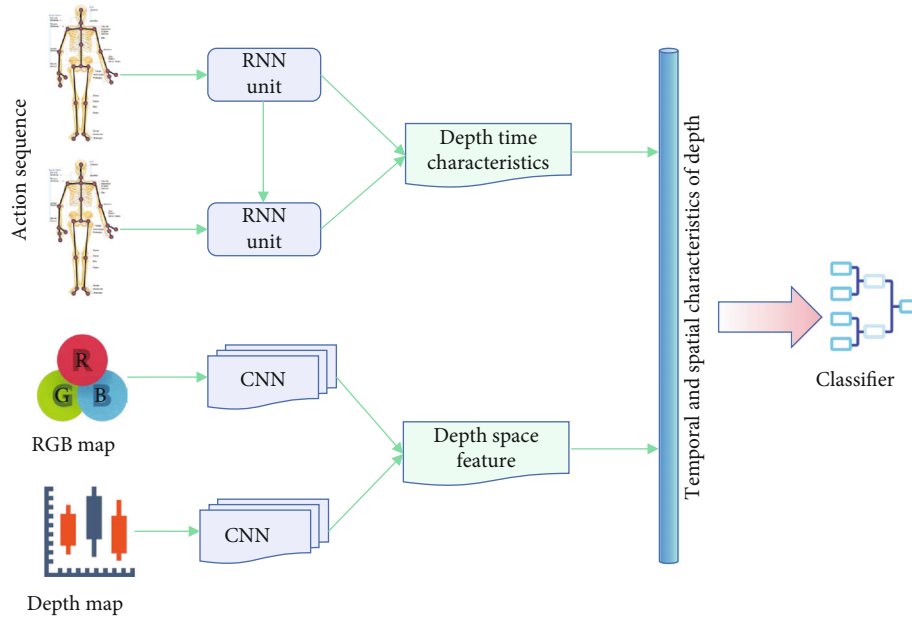 Action sequence
RNN
unit
RNN
unit
Depth time
characteristics
R
G B
RGB map
CNN
Depth space
feature
CNN
Depth map
Temporal and spatial characteristics of depth
Classifier